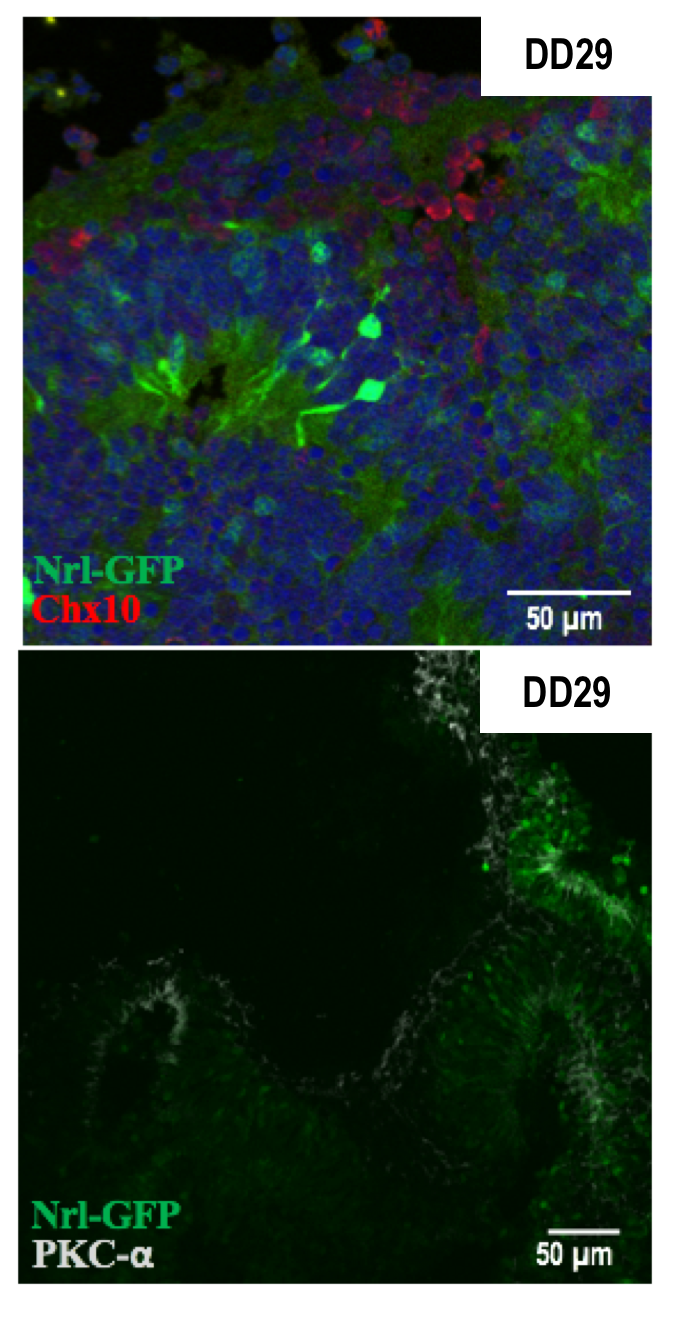 DD29
Nrl-GFP
Chx10
50 µm
DD29
Nrl-GFP
PKC-α
50 µm